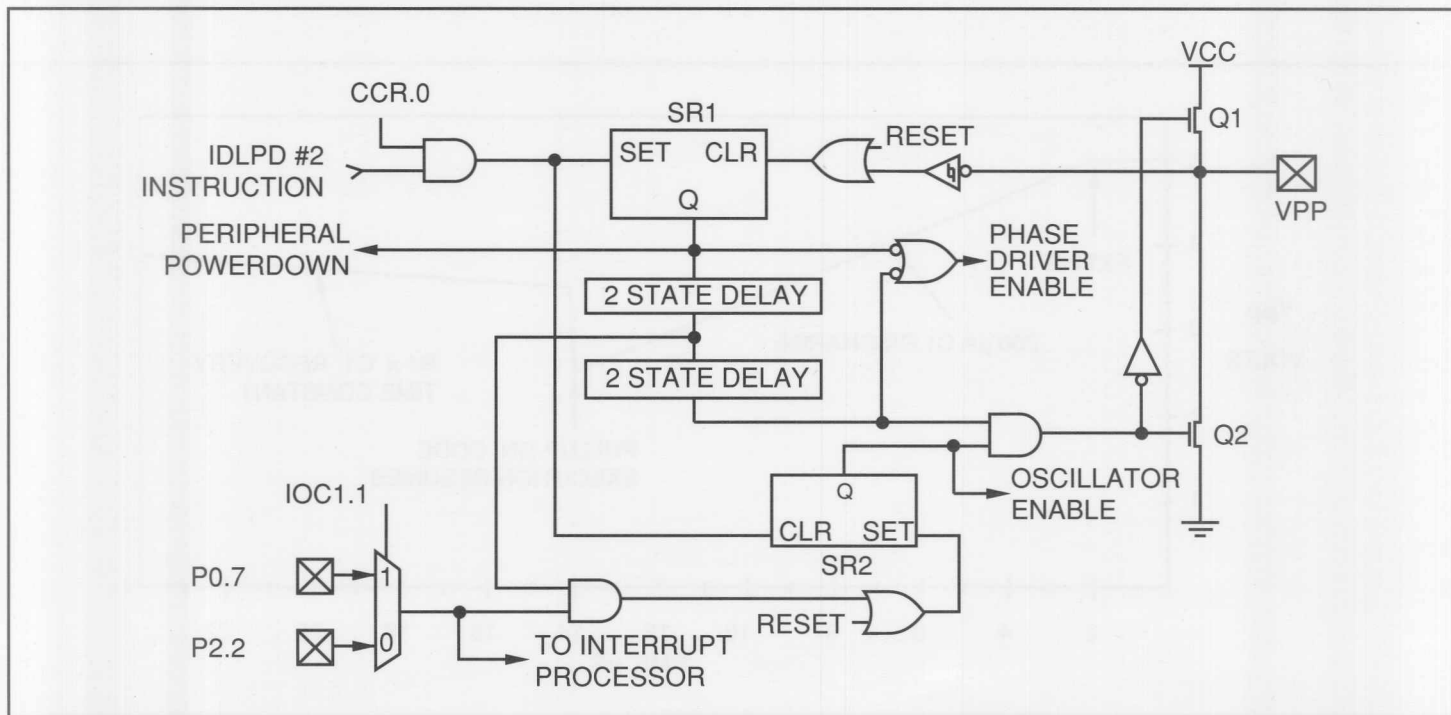 VCC
CCR.0
SR1
Q1
SET CLR
RESET
IDLPD #2
INSTRUCTION
Q
VPP
PERIPHERAL
POWERDOWN
PHASE
DRIVER
ENABLE
2 STATE DELAY
2 STATE DELAY
Q2
IOC1.1
Q
OSCILLATOR
ENABLE
CLR SET
SR2
P0.7
1
RESET
P2.2
0
TO INTERRUPT
PROCESSOR